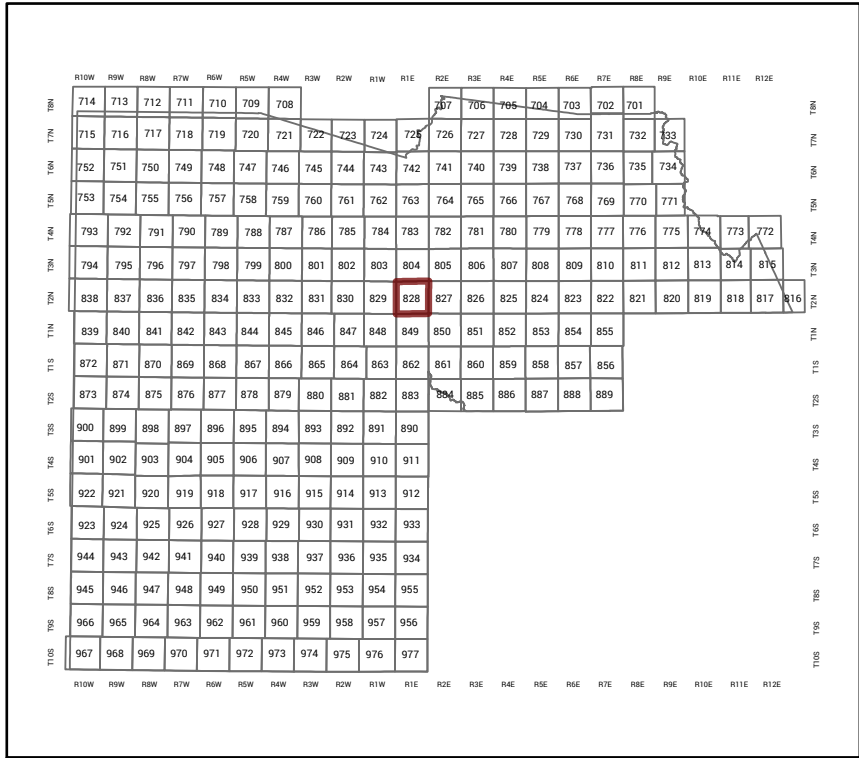 R10W R9W R8W R7W R6W R5W R4W R3W R2W R1W R1E R2E R3E R4E R5E R6E R7E R8E R9E R10E R11E R12E
T8N 714 713 712 711 710 709 708 707 706 705 704 703 702 701 T8N
T7N 715 716 717 718 719 720 721 722 723 724 725 726 727 728 729 730 731 732 733 T7N
T6N 752 751 750 749 748 747 746 745 744 743 742 741 740 739 738 737 736 735 734 T6N
T5N 753 754 755 756 757 758 759 760 761 762 763 764 765 766 767 768 769 770 771 T5N
T4N 793 792 791 790 789 788 787 786 785 784 783 782 781 780 779 778 777 776 775 774 773 772 T4N
T3N 794 795 796 797 798 799 800 801 802 803 804 805 806 807 808 809 810 811 812 813 814 815 T3N
T2N 838 837 836 835 834 833 832 831 830 829 828 827 826 825 824 823 822 821 820 819 818 817 816 T2N
T1N 839 840 841 842 843 844 845 846 847 848 849 850 851 852 853 854 855 T1N
T1S 872 871 870 869 868 867 866 865 864 863 862 861 860 859 858 857 856 T1S
T2S 873 874 875 876 877 878 879 880 881 882 883 884 885 886 887 888 889 T2S
T3S 900 899 898 897 896 895 894 893 892 891 890 T3S
T4S 901 902 903 904 905 906 907 908 909 910 911 T4S
T5S 922 921 920 919 918 917 916 915 914 913 912 T5S
T6S 923 924 925 926 927 928 929 930 931 932 933 T6S
T7S 944 943 942 941 940 939 938 937 936 935 934 T7S
T8S 945 946 947 948 949 950 951 952 953 954 955 T8S
T9S 966 965 964 963 962 961 960 959 958 957 956 T9S
T10S 967 968 969 970 971 972 973 974 975 976 977 T10S
R10W R9W R8W R7W R6W R5W R4W R3W R2W R1W R1E R2E R3E R4E R5E R6E R7E R8E R9E R10E R11E R12E